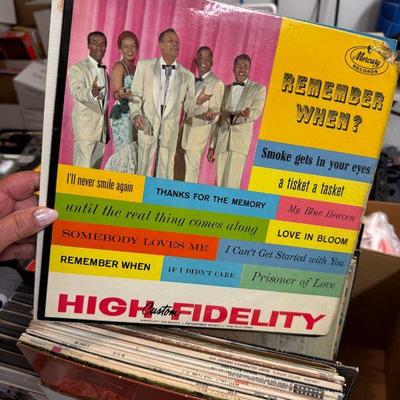 Mercury
RECORDS
REMEMBER
WHEN?
Smoke gets in your eyes
I'll never smile again
THANKS FOR THE MEMORY
a tisket a tasket
My Blue Heaven
until the real thing comes along
LOVE IN BLOOM
SOMEBODY LOVES ME
I Can't Get Started with You
REMEMBER WHEN
IF I DIDN'T CARE
Prisoner of Love
HIGH Custom FIDELITY